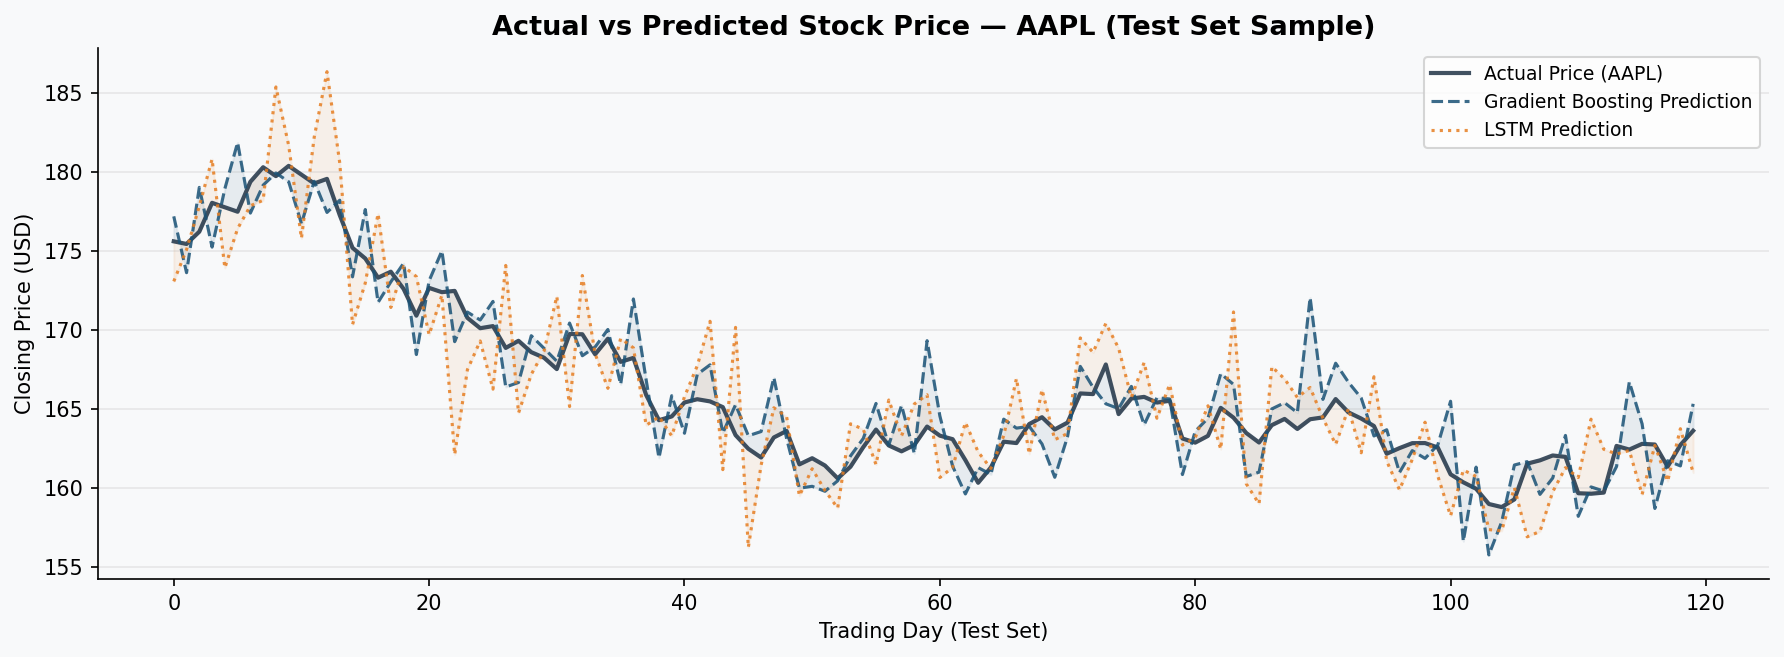 Actual vs Predicted Stock Price — AAPL (Test Set Sample)
Actual Price (AAPL)
Gradient Boosting Prediction
LSTM Prediction
Closing Price (USD)
185
180
175
170
165
160
155
0 20 40 60 80 100 120
Trading Day (Test Set)